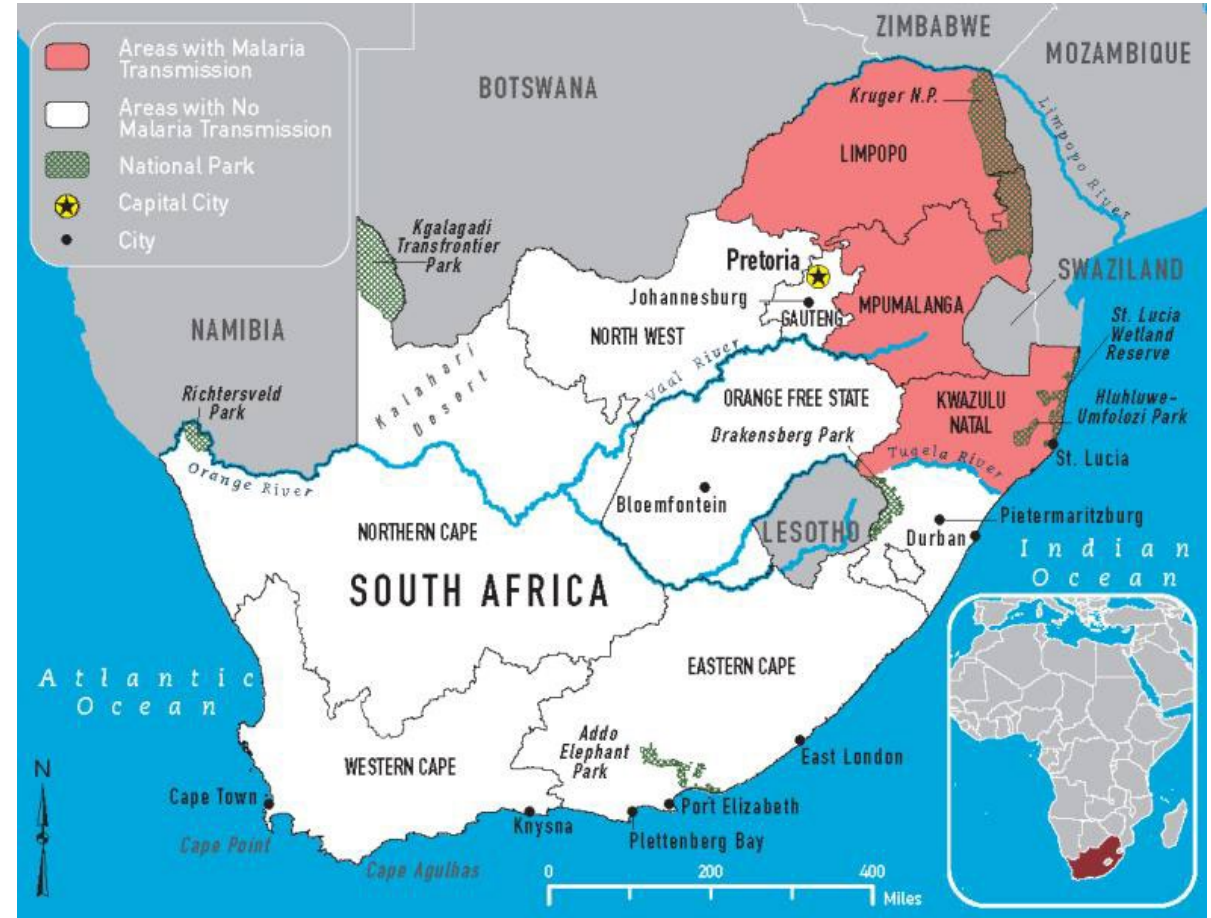 Areas with Malaria
Transmission
Areas with No
Malaria Transmission
National Park
Capital City
City
ZIMBABWE
MOZAMBIQUE
BOTSWANA
Kruger N.P.
LIMPOPO
Limpopo River
Kgalagadi
Transfrontier
Park
Pretoria
Johannesburg
GAUTENG
MPUMALANGA
SWAZILAND
NAMIBIA
NORTH WEST
St. Lucia
Wetland
Reserve
Kalahari
Desert
Vaal River
Richtersveld
Park
ORANGE FREE STATE
KWAZULU
NATAL
Hluhluwe-
Umfolozi Park
Drakensberg Park
Tugela River
St. Lucia
Orange River
Bloemfontein
NORTHERN CAPE
LESOTHO
Pietermaritzburg
Durban
Indian
Ocean
SOUTH AFRICA
EASTERN CAPE
Atlantic
Ocean
Addo
Elephant
Park
WESTERN CAPE
East London
N
Cape Town
Port Elizabeth
Knysna
Plettenberg Bay
Cape Point
Cape Agulhas
0 200 400
Miles